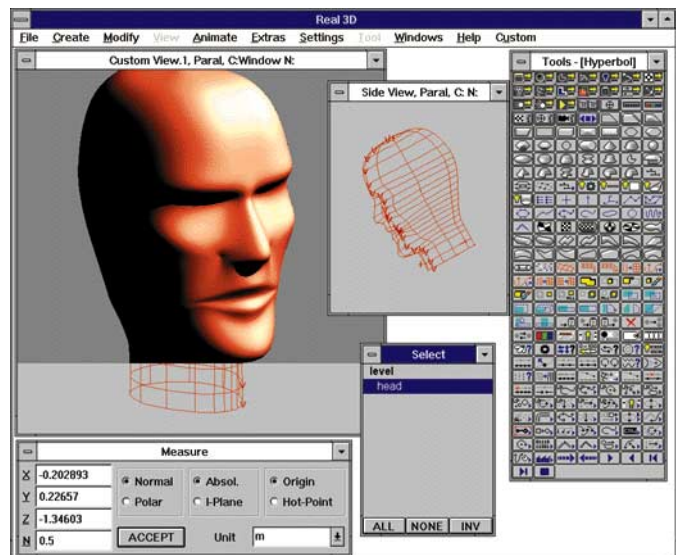 Real 3D
File Create Modify View Animate Extras Settings Tool Windows Help Custom
Custom View.1, Paral, C:Window N:
Tools - [Hyperbol]
Side View, Paral, C: N:
Select
level
head
ALL NONE INV
Measure
X -0.202893
Y 0.22657
Z -1.34603
N 0.5
Normal Absol. Origin
Polar I-Plane Hot-Point
ACCEPT Unit m